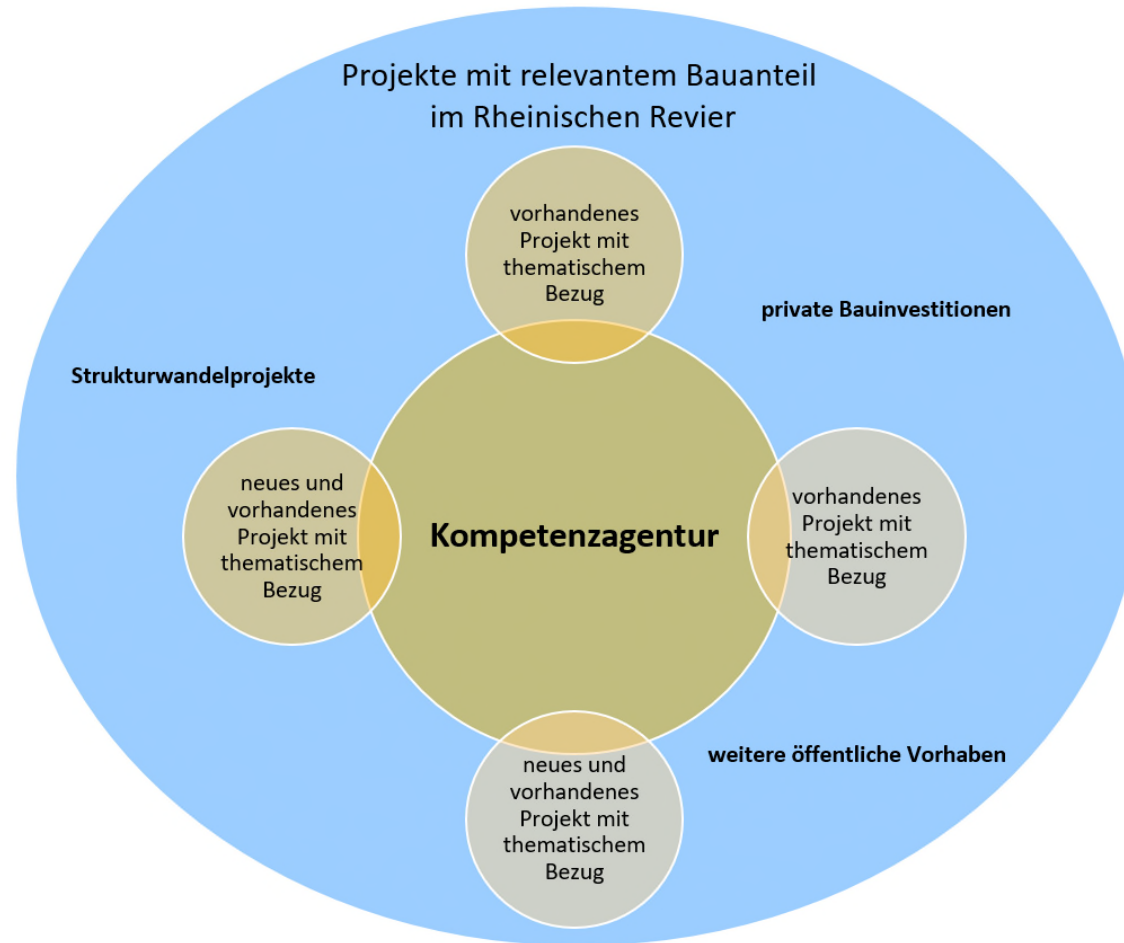 Projekte mit relevantem Bauanteil
im Rheinischen Revier
vorhandenes
Projekt mit
thematischem
Bezug
private Bauinvestitionen
Strukturwandelprojekte
neues und
vorhandenes
Projekt mit
thematischem
Bezug
Kompetenzagentur
vorhandenes
Projekt mit
thematischem
Bezug
weitere öffentliche Vorhaben
neues und
vorhandenes
Projekt mit
thematischem
Bezug